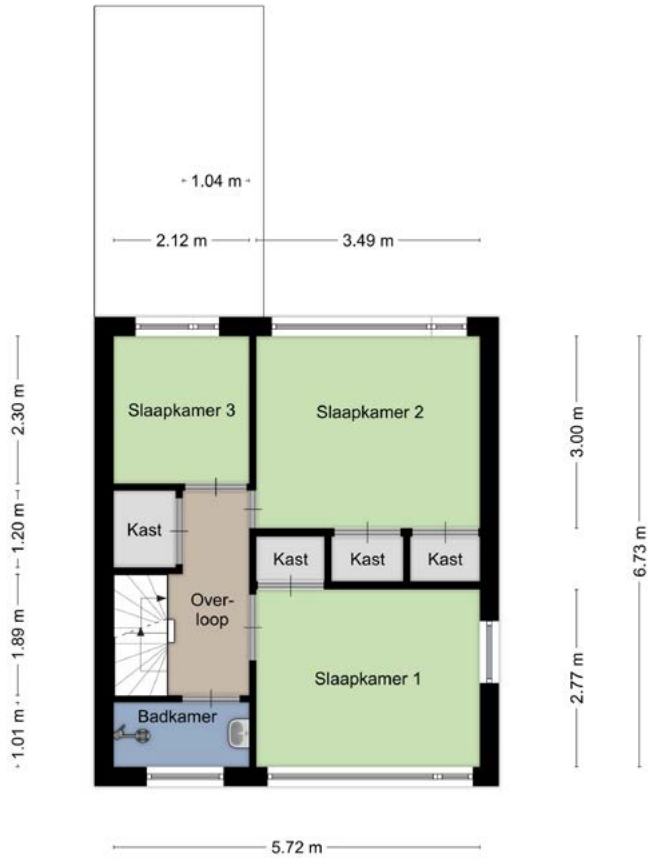 1.04 m
2.12 m
3.49 m
2.30 m
1.20 m
1.89 m
1.01 m
Slaapkamer 3
Slaapkamer 2
Kast
Kast
Kast
Kast
Over-
loop
Slaapkamer 1
Badkamer
3.00 m
2.77 m
6.73 m
5.72 m